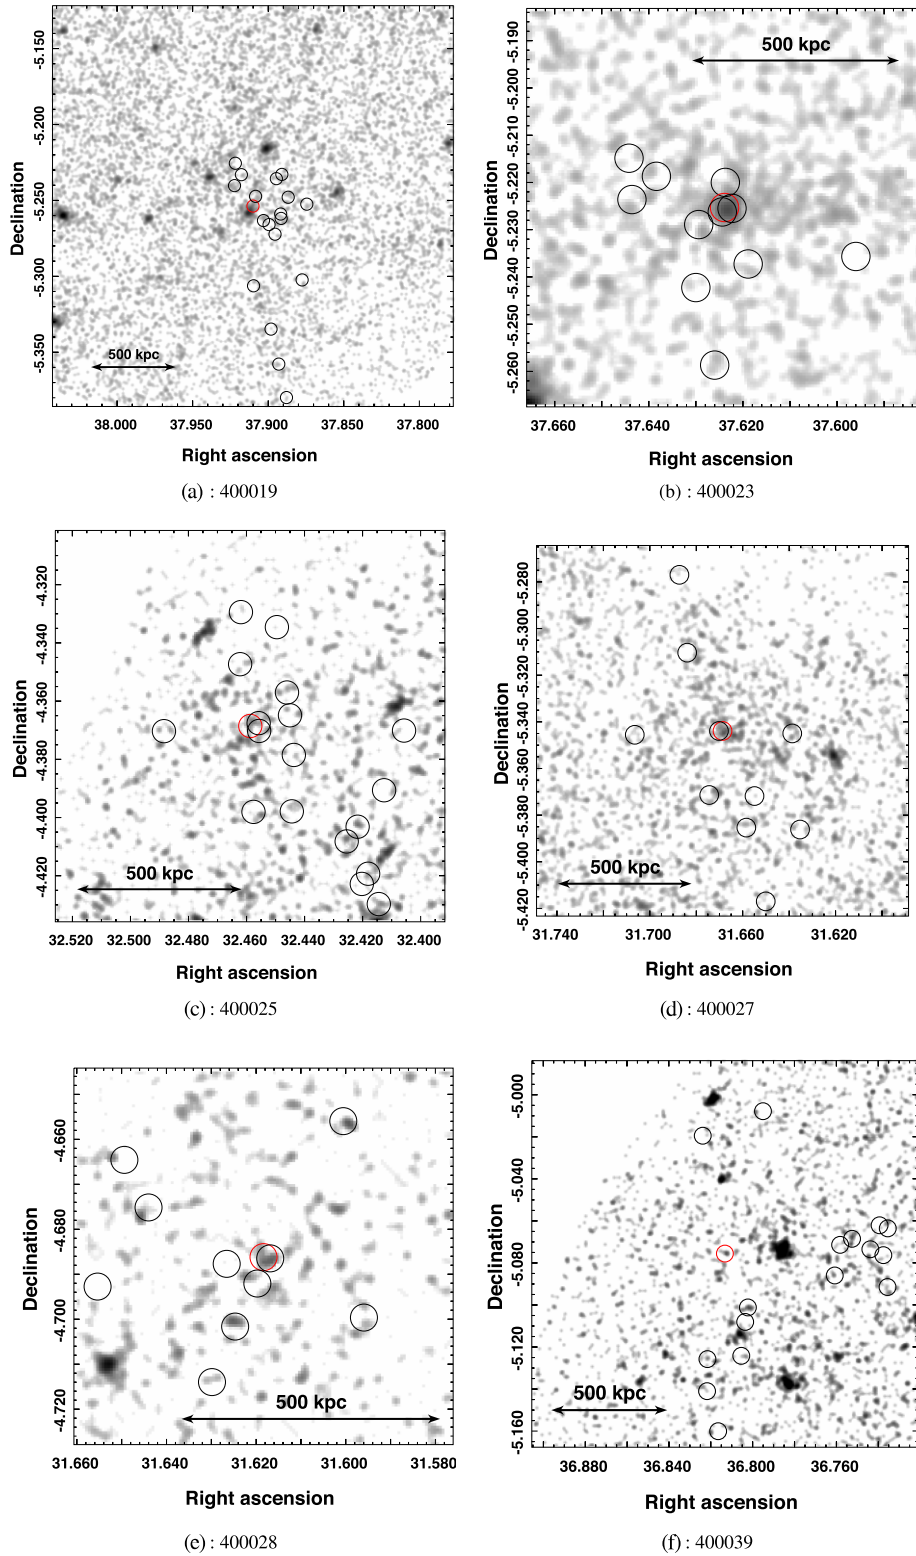 -5.150
-5.200
-5.250
-5.300
-5.350
Declination
500 kpc
38.000 37.950 37.900 37.850 37.800
Right ascension
(a) : 400019
-5.190
-5.200
-5.210
-5.220
-5.230
-5.240
-5.250
-5.260
Declination
500 kpc
37.660 37.640 37.620 37.600
Right ascension
(b) : 400023
-4.320
-4.340
-4.360
-4.380
-4.400
-4.420
Declination
500 kpc
32.520 32.500 32.480 32.460 32.440 32.420 32.400
Right ascension
(c) : 400025
-5.280
-5.300
-5.320
-5.340
-5.360
-5.380
-5.400
-5.420
Declination
500 kpc
31.740 31.700 31.660 31.620
Right ascension
(d) : 400027
-4.660
-4.680
-4.700
-4.720
Declination
500 kpc
31.660 31.640 31.620 31.600 31.580
Right ascension
(e) : 400028
-5.000
-5.040
-5.080
-5.120
-5.160
Declination
500 kpc
36.880 36.840 36.800 36.760
Right ascension
(f) : 400039